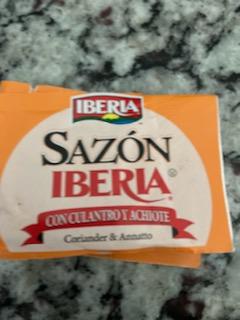 IBERIA
SAZÓN
IBERIA®
CON CULANTRO Y ACHIOTE
Coriander & Annatto